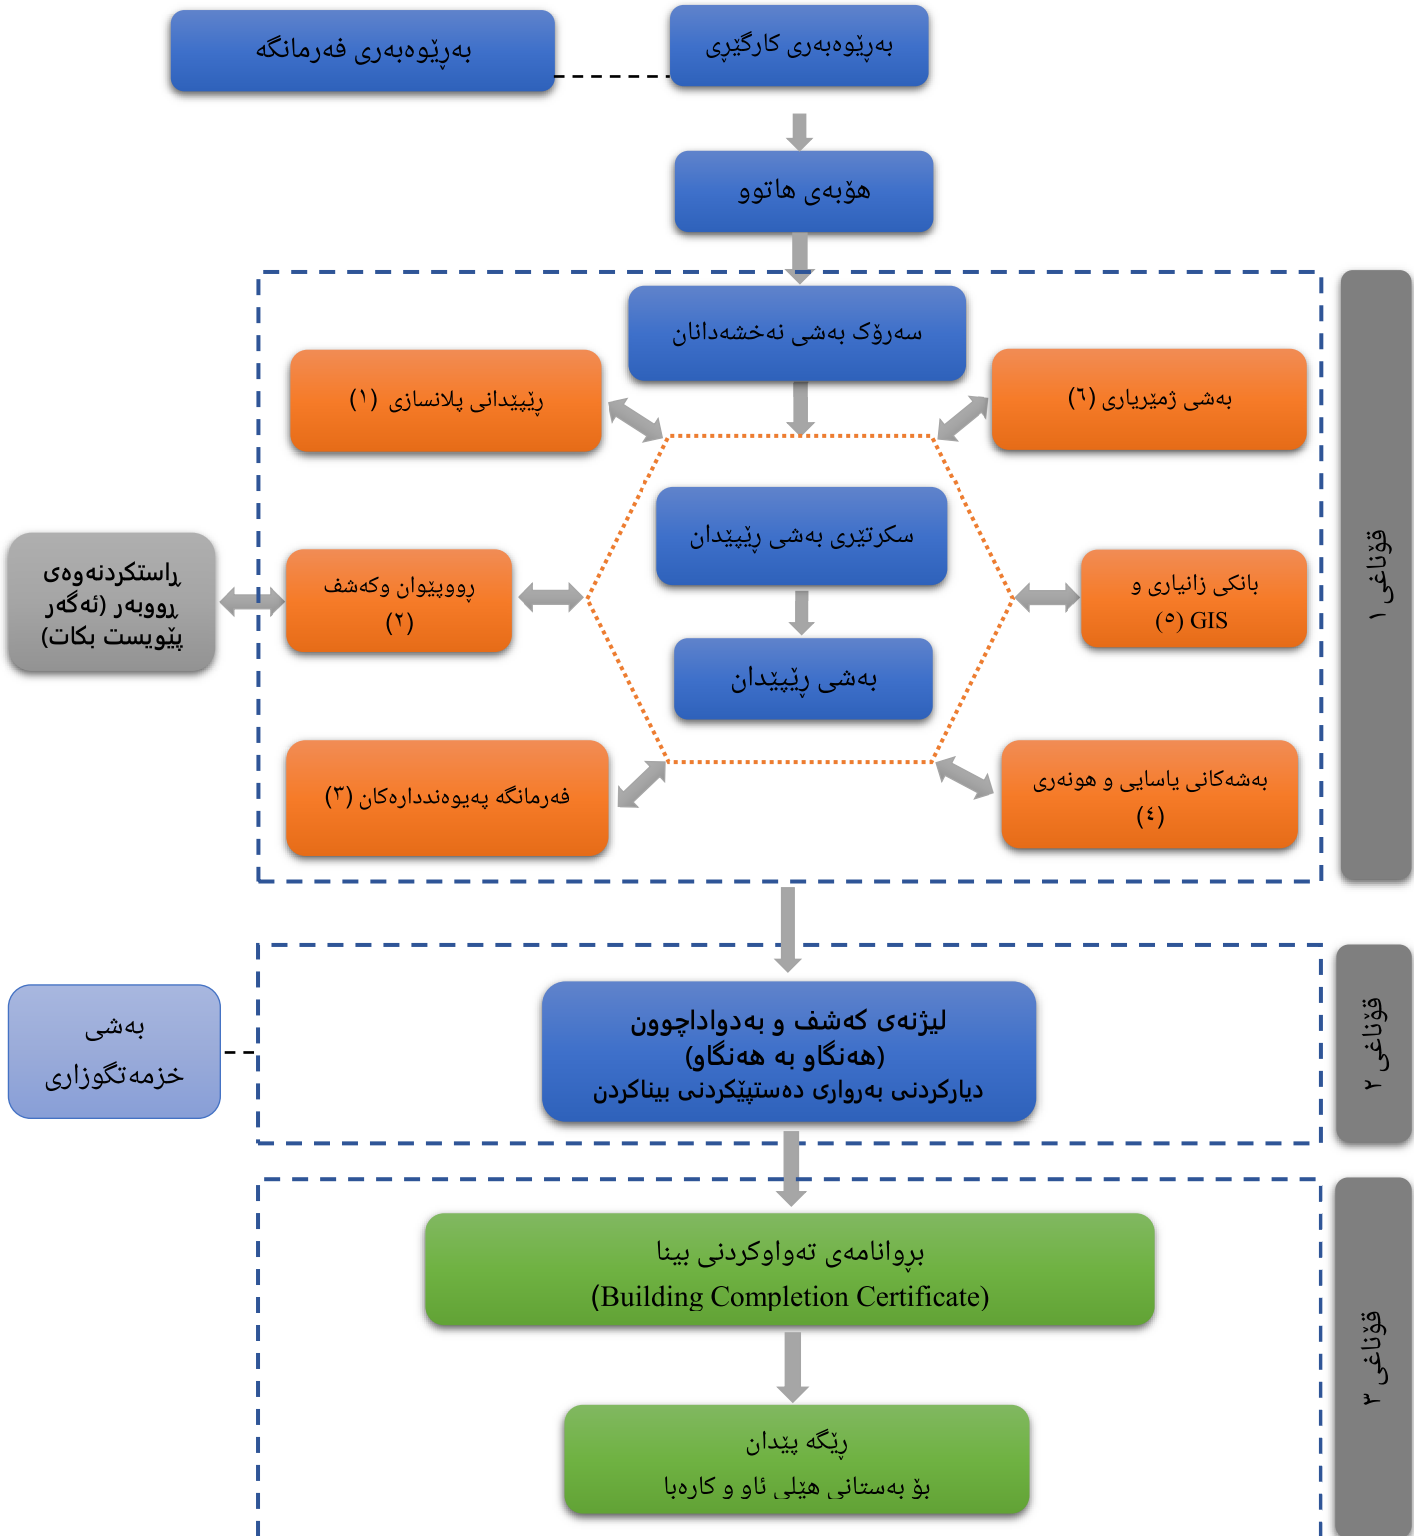 بەڕێوەبەری کارگێڕی
بەڕێوەبەری فەرمانگە
هۆبەی هاتوو
سەرۆک بەشی نەخشەدانان
بەشی ژمێریاری (٦)
ڕێپێدانی پلانسازی (١)
سکرتێری بەشی ڕێپێدان
بانکی زانیاری و
GIS (٥)
ڕووپێوان وکەشف
(٢)
ڕاستکردنەوەی
ڕووبەر (ئەگەر
پێویست بکات)
بەشی ڕێپێدان
بەشەکانی یاسایی و هونەری
(٤)
فەرمانگە پەیوەنددارەکان (٣)
قۆناغی ١
لیژنەی کەشف و بەدواداچوون
(هەنگاو بە هەنگاو)
دیارکردنی بەرواری دەستپێکردنی بیناکردن
بەشی
خزمەتگوزاری
قۆناغی ٢
بڕوانامەی تەواوکردنی بینا
(Building Completion Certificate)
ڕێگە پێدان
بۆ بەستانی هێلی ئاو و کارەبا
قۆناغی ٣